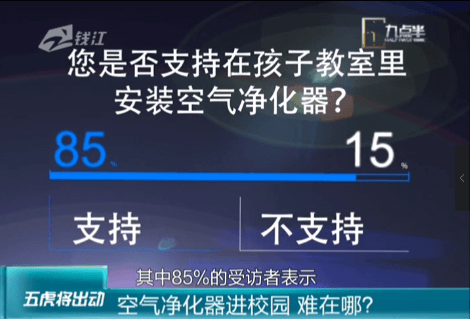 钱江
九点半
您是否支持在孩子教室里
安装空气净化器?
85%
15%
支持
不支持
其中85%的受访者表示
五虎将出动
空气净化器进校园 难在哪?